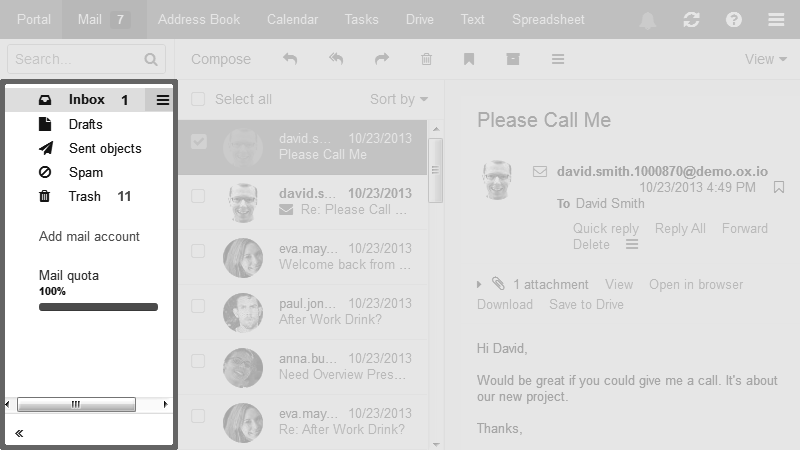 Portal Mail 7 Address Book Calendar Tasks Drive Text Spreadsheet
Search... Compose View
Inbox 1
Drafts
Sent objects
Spam
Trash 11
Add mail account
Mail quota
100%
Select all Sort by
david.s... 10/23/2013
Please Call Me
david.s... 10/23/2013
Re: Please Call ...
eva.may... 10/23/2013
Welcome back from ...
paul.jon... 10/23/2013
After Work Drink?
anna.bu... 10/23/2013
Need Overview Pres...
eva.may... 10/23/2013
Re: After Work Drink?
Please Call Me
david.smith.1000870@demo.ox.io
10/23/2013 4:49 PM
To David Smith
Quick reply Reply All Forward
Delete
1 attachment View Open in browser
Download Save to Drive
Hi David,
Would be great if you could give me a call. It's about
our new project.
Thanks,